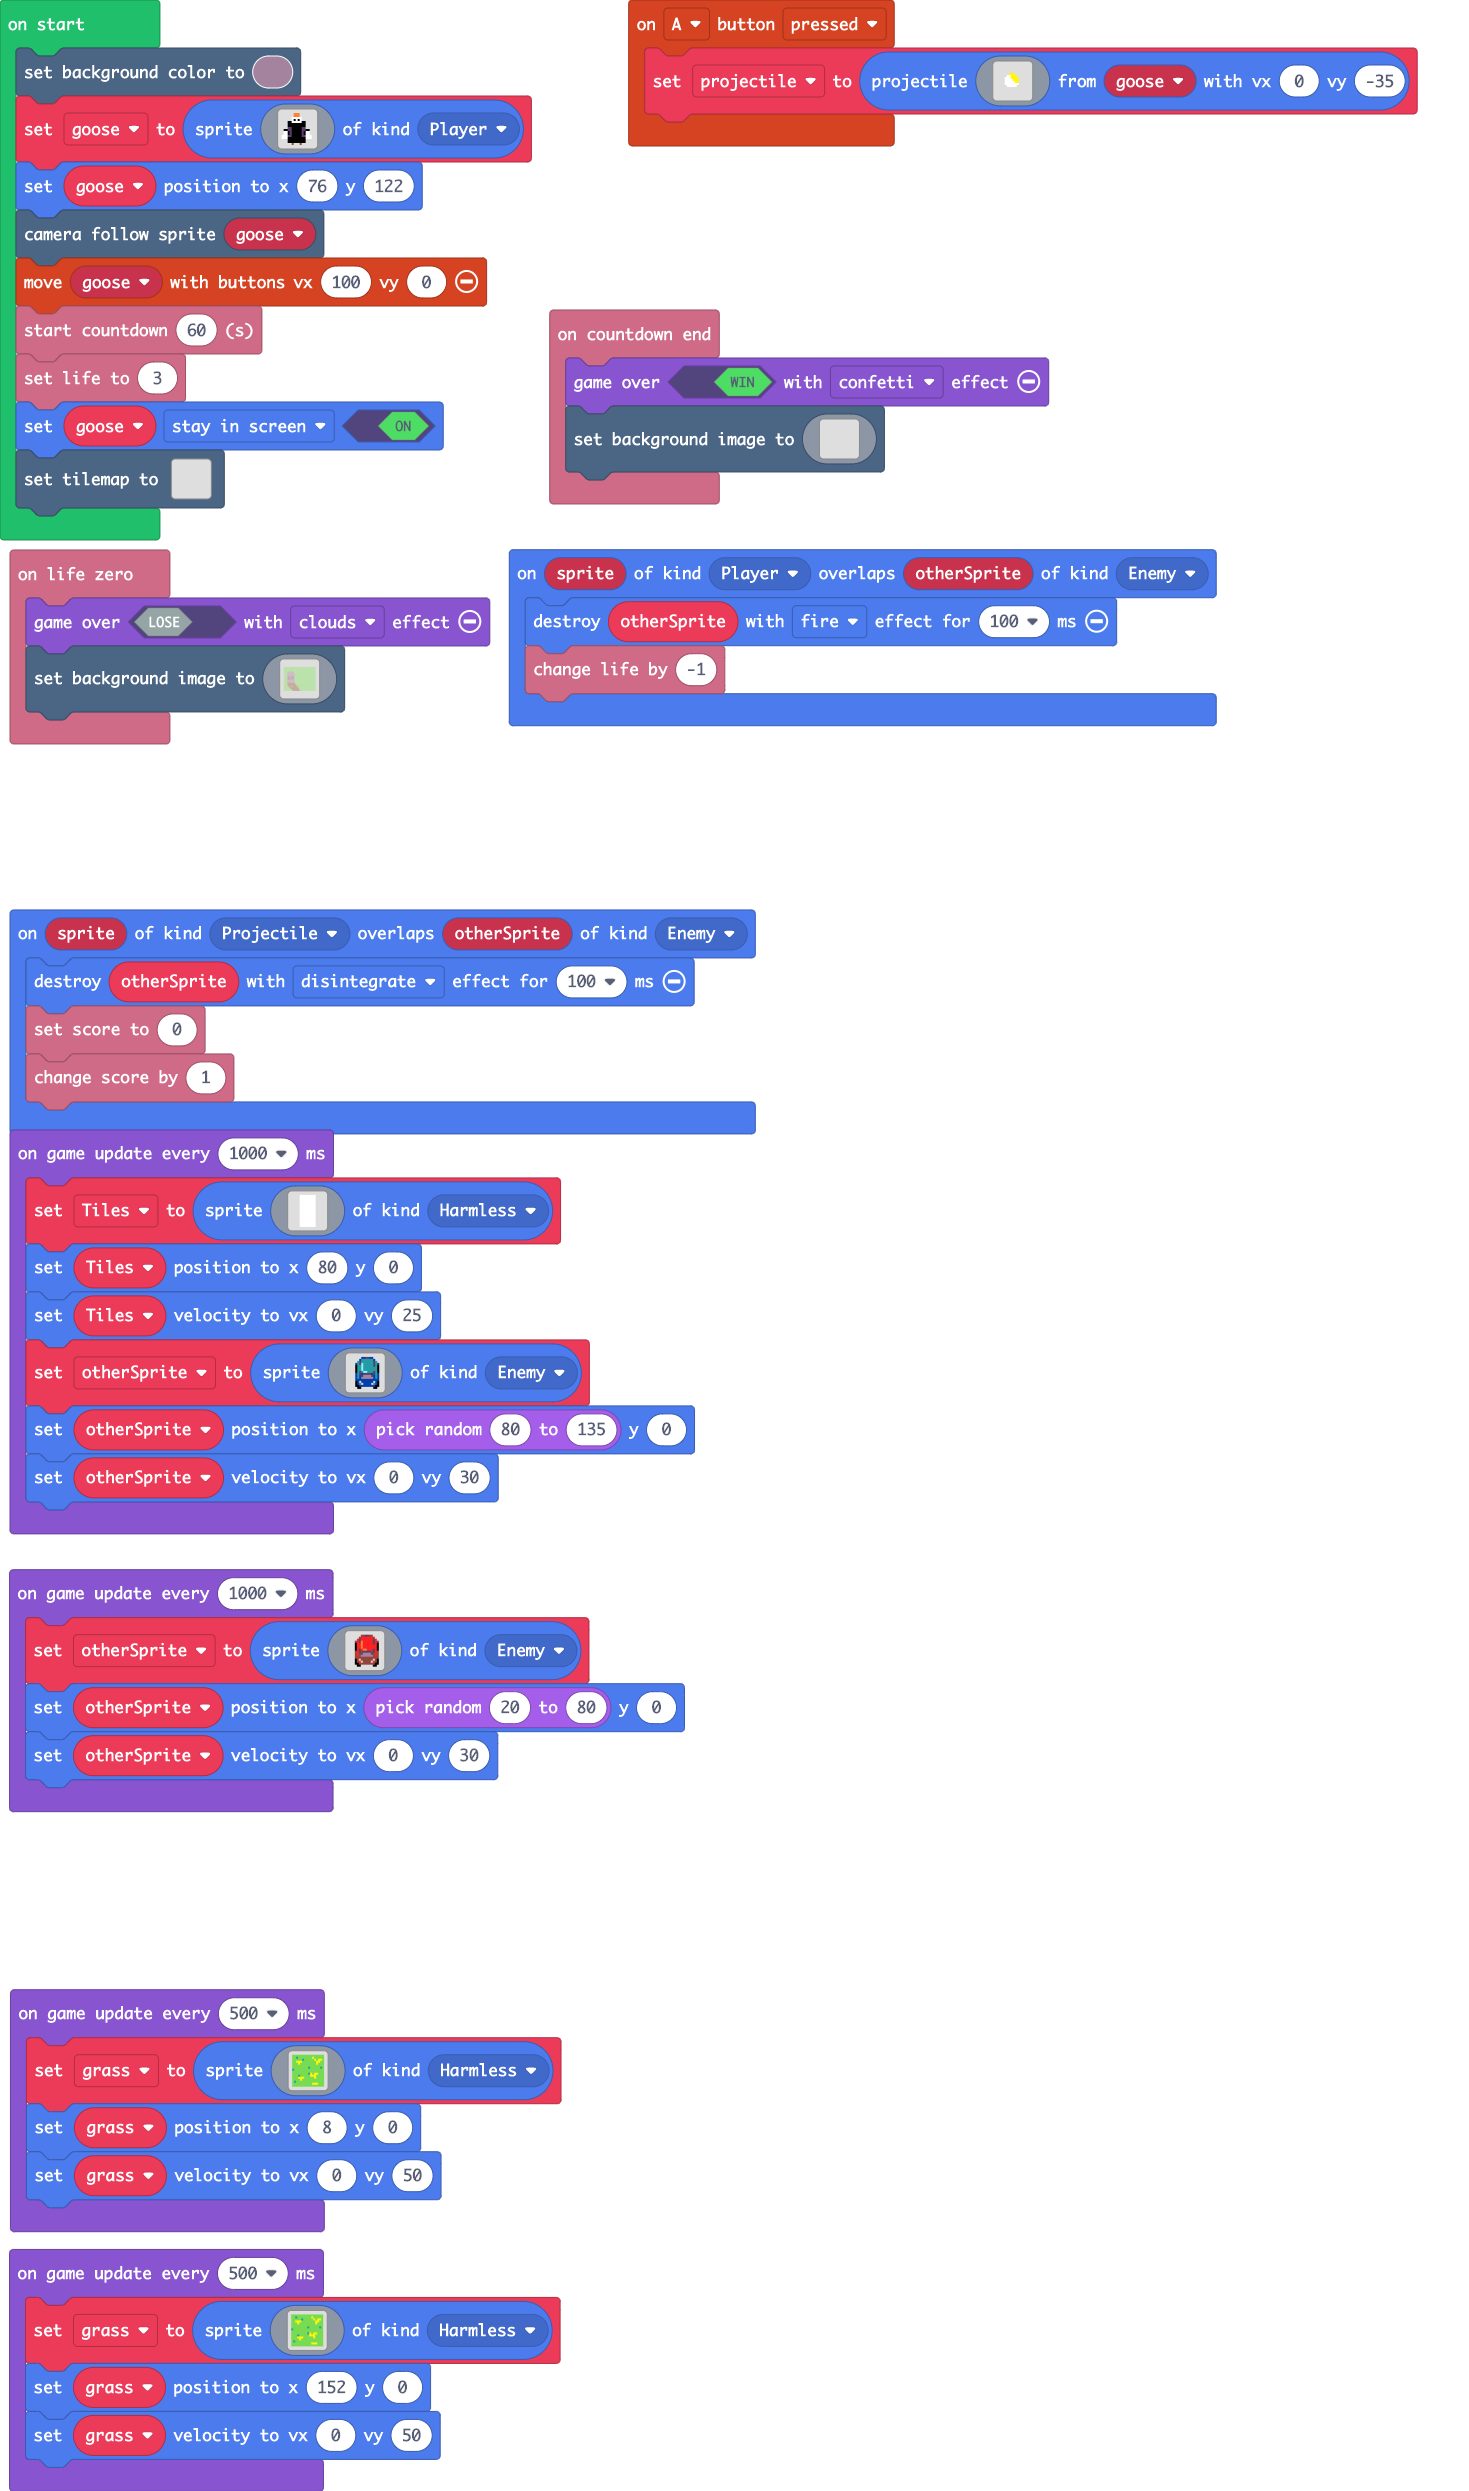 on start
set background color to
set goose to sprite of kind Player
set goose position to x 76 y 122
camera follow sprite goose
move goose with buttons vx 100 vy 0
start countdown 60 (s)
set life to 3
set goose stay in screen ON
set tilemap to
on A button pressed
set projectile to projectile from goose with vx 0 vy -35
on countdown end
game over WIN with confetti effect
set background image to
on life zero
game over LOSE with clouds effect
set background image to
on sprite of kind Player overlaps otherSprite of kind Enemy
destroy otherSprite with fire effect for 100 ms
change life by -1
on sprite of kind Projectile overlaps otherSprite of kind Enemy
destroy otherSprite with disintegrate effect for 100 ms
set score to 0
change score by 1
on game update every 1000 ms
set Tiles to sprite of kind Harmless
set Tiles position to x 80 y 0
set Tiles velocity to vx 0 vy 25
set otherSprite to sprite of kind Enemy
set otherSprite position to x pick random 80 to 135 y 0
set otherSprite velocity to vx 0 vy 30
on game update every 1000 ms
set otherSprite to sprite of kind Enemy
set otherSprite position to x pick random 20 to 80 y 0
set otherSprite velocity to vx 0 vy 30
on game update every 500 ms
set grass to sprite of kind Harmless
set grass position to x 8 y 0
set grass velocity to vx 0 vy 50
on game update every 500 ms
set grass to sprite of kind Harmless
set grass position to x 152 y 0
set grass velocity to vx 0 vy 50